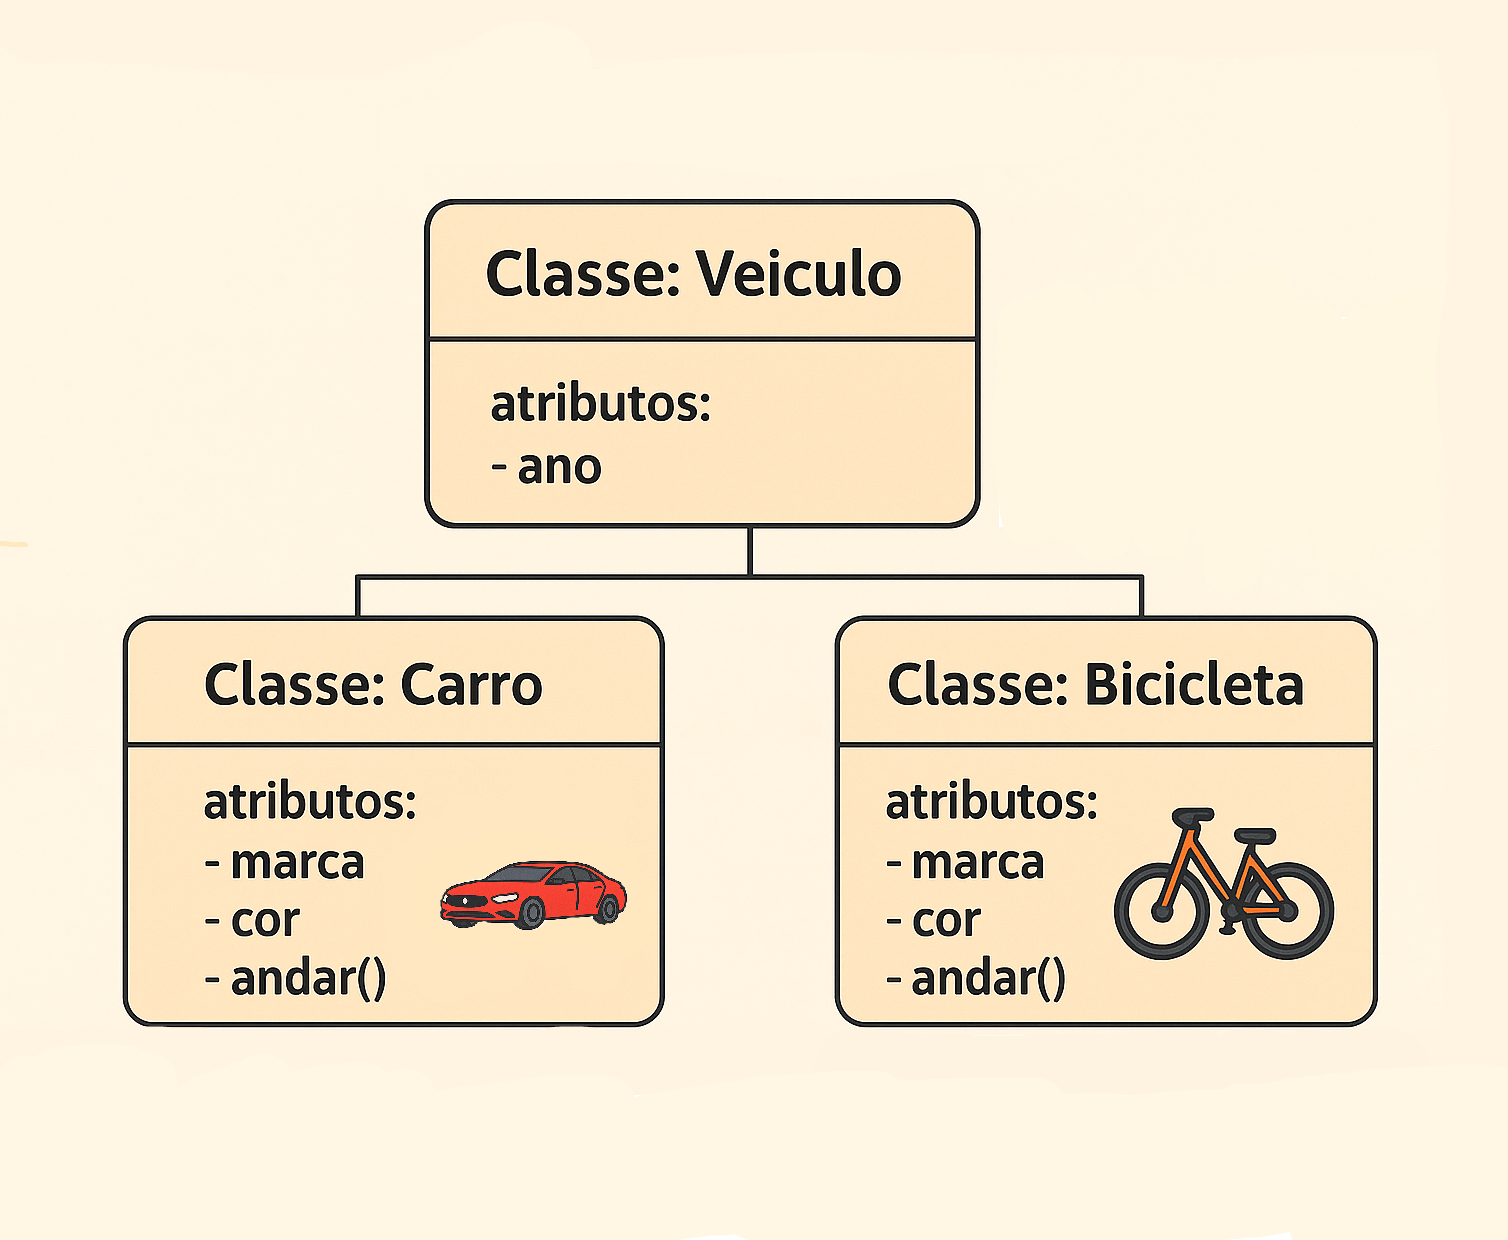 Classe: Veiculo
atributos:
- ano
Classe: Carro
atributos:
- marca
- cor
- andar()
Classe: Bicicleta
atributos:
- marca
- cor
- andar()